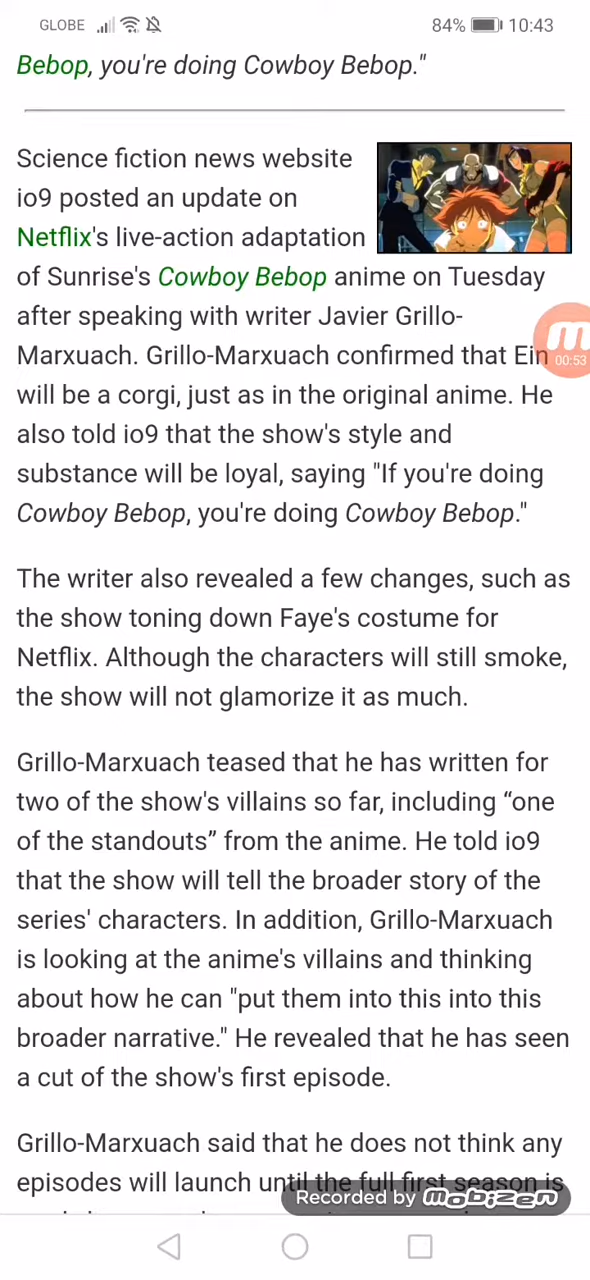 GLOBE 84% 10:43
Bebop, you're doing Cowboy Bebop."
Science fiction news website
io9 posted an update on
Netflix's live-action adaptation
of Sunrise's Cowboy Bebop anime on Tuesday
after speaking with writer Javier Grillo-
Marxuach. Grillo-Marxuach confirmed that Ein
00:53
will be a corgi, just as in the original anime. He
also told io9 that the show's style and
substance will be loyal, saying "If you're doing
Cowboy Bebop, you're doing Cowboy Bebop."
The writer also revealed a few changes, such as
the show toning down Faye's costume for
Netflix. Although the characters will still smoke,
the show will not glamorize it as much.
Grillo-Marxuach teased that he has written for
two of the show's villains so far, including “one
of the standouts” from the anime. He told io9
that the show will tell the broader story of the
series' characters. In addition, Grillo-Marxuach
is looking at the anime's villains and thinking
about how he can "put them into this into this
broader narrative." He revealed that he has seen
a cut of the show's first episode.
Grillo-Marxuach said that he does not think any
episodes will launch until the full first season is
Recorded by mobizen